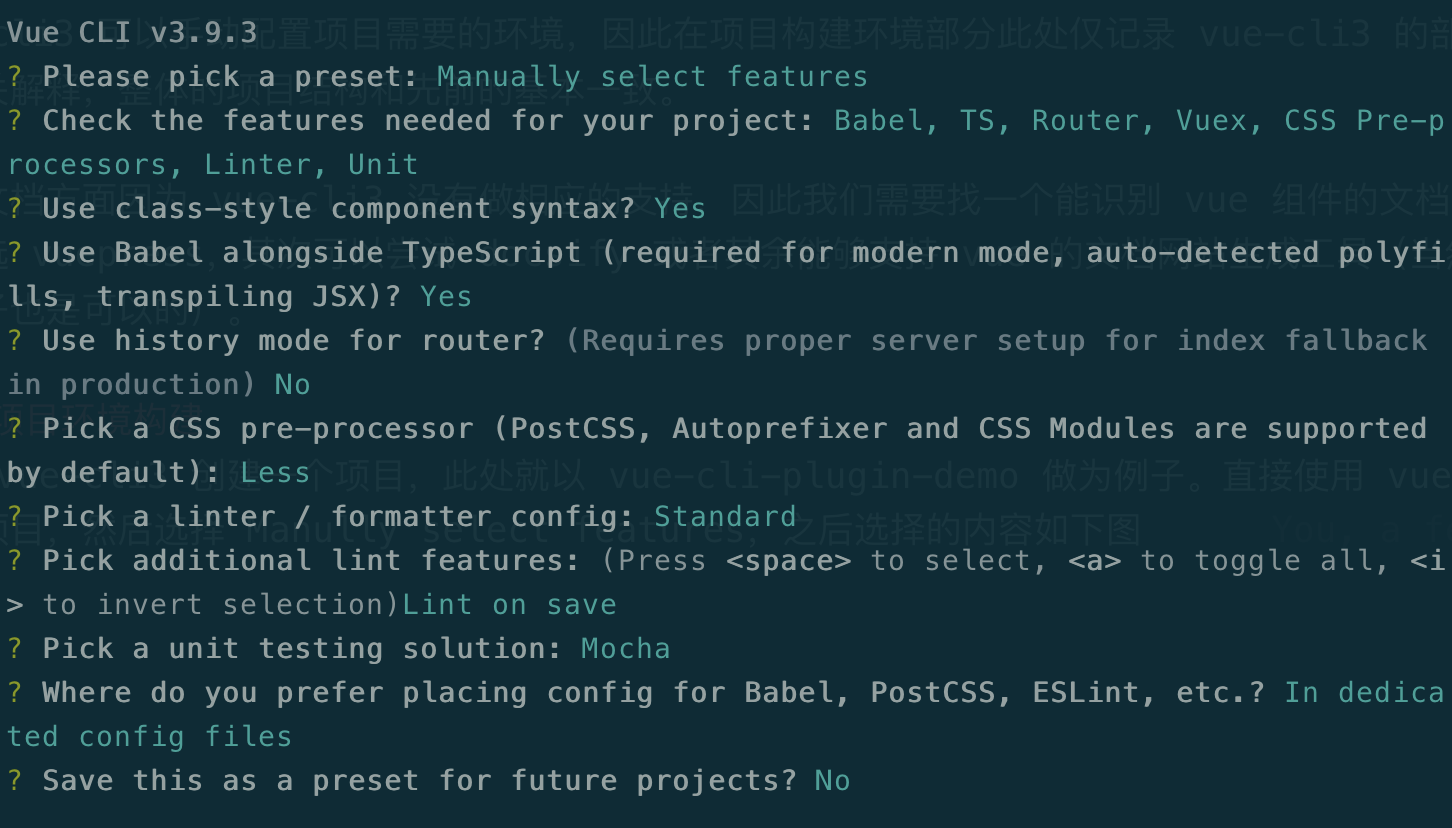 Vue CLI v3.9.3
? Please pick a preset: Manually select features
? Check the features needed for your project: Babel, TS, Router, Vuex, CSS Pre-p
rocessors, Linter, Unit
? Use class-style component syntax? Yes
? Use Babel alongside TypeScript (required for modern mode, auto-detected polyfi
lls, transpiling JSX)? Yes
? Use history mode for router? (Requires proper server setup for index fallback
in production) No
? Pick a CSS pre-processor (PostCSS, Autoprefixer and CSS Modules are supported
by default): Less
? Pick a linter / formatter config: Standard
? Pick additional lint features: (Press <space> to select, <a> to toggle all, <i
> to invert selection)Lint on save
? Pick a unit testing solution: Mocha
? Where do you prefer placing config for Babel, PostCSS, ESLint, etc.? In dedica
ted config files
? Save this as a preset for future projects? No